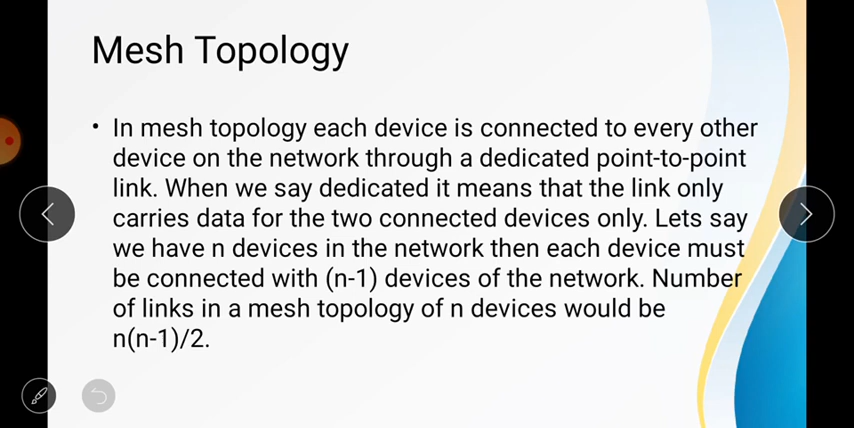 Mesh Topology
• In mesh topology each device is connected to every other
device on the network through a dedicated point-to-point
link. When we say dedicated it means that the link only
carries data for the two connected devices only. Lets say
we have n devices in the network then each device must
be connected with (n-1) devices of the network. Number
of links in a mesh topology of n devices would be
n(n-1)/2.